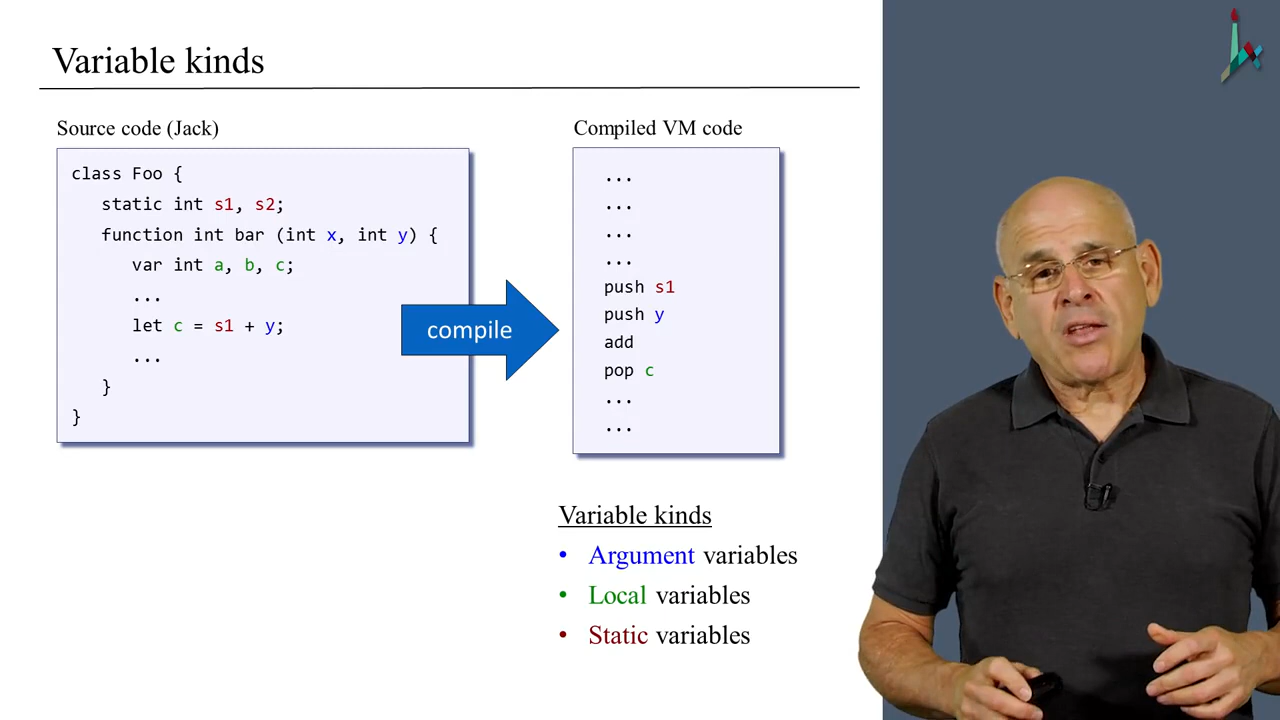 Variable kinds
Source code (Jack)
class Foo {
static int s1, s2;
function int bar (int x, int y) {
var int a, b, c;
...
let c = s1 + y;
...
}
}
compile
Compiled VM code
...
...
...
...
push s1
push y
add
pop c
...
...
Variable kinds
• Argument variables
• Local variables
• Static variables